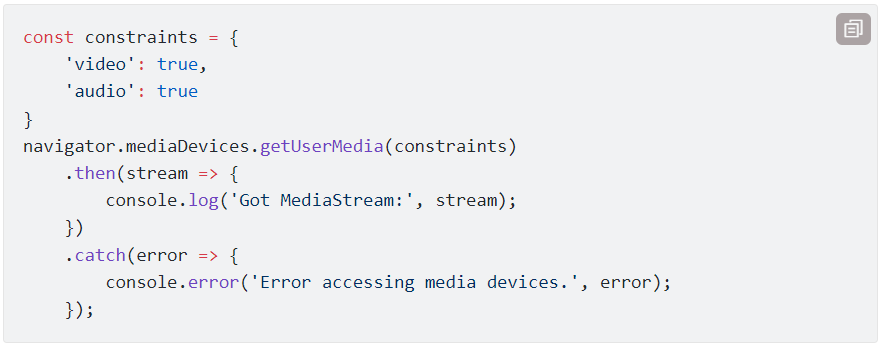 const constraints = {
    'video': true,
    'audio': true
}
navigator.mediaDevices.getUserMedia(constraints)
    .then(stream => {
        console.log('Got MediaStream:', stream);
    })
    .catch(error => {
        console.error('Error accessing media devices.', error);
    });